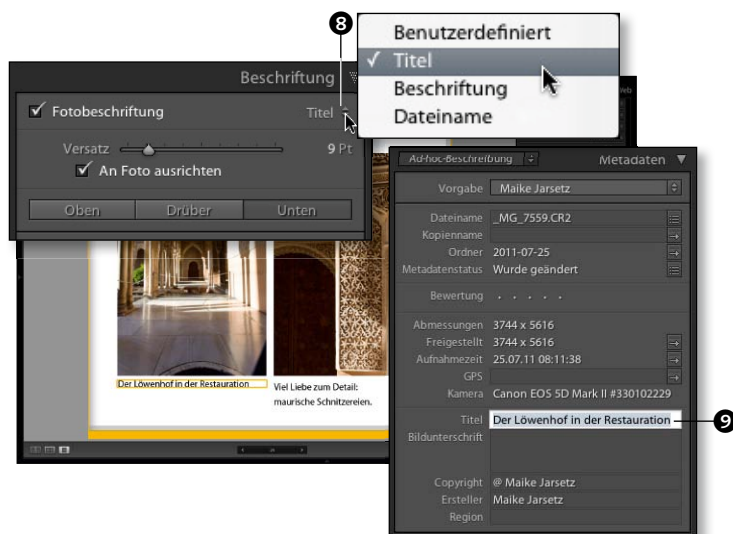 8
Benutzerdefiniert
✓ Titel
Beschriftung
Dateiname
Beschriftung
Fotobeschriftung Titel
Versatz 9 Pt
An Foto ausrichten
Oben Drüber Unten
Web
Der Löwenhof in der Restauration
Viel Liebe zum Detail:
maurische Schnitzereien.
Ad-hoc-Beschreibung Metadaten
Vorgabe Maike Jarsetz
Dateiname _MG_7559.CR2
Kopienname
Ordner 2011-07-25
Metadatenstatus Wurde geändert
Bewertung . . . . .
Abmessungen 3744 x 5616
Freigestellt 3744 x 5616
Aufnahmezeit 25.07.11 08:11:38
GPS
Kamera Canon EOS 5D Mark II #330102229
Titel Der Löwenhof in der Restauration 9
Bildunterschrift
Copyright @ Maike Jarsetz
Ersteller Maike Jarsetz
Region